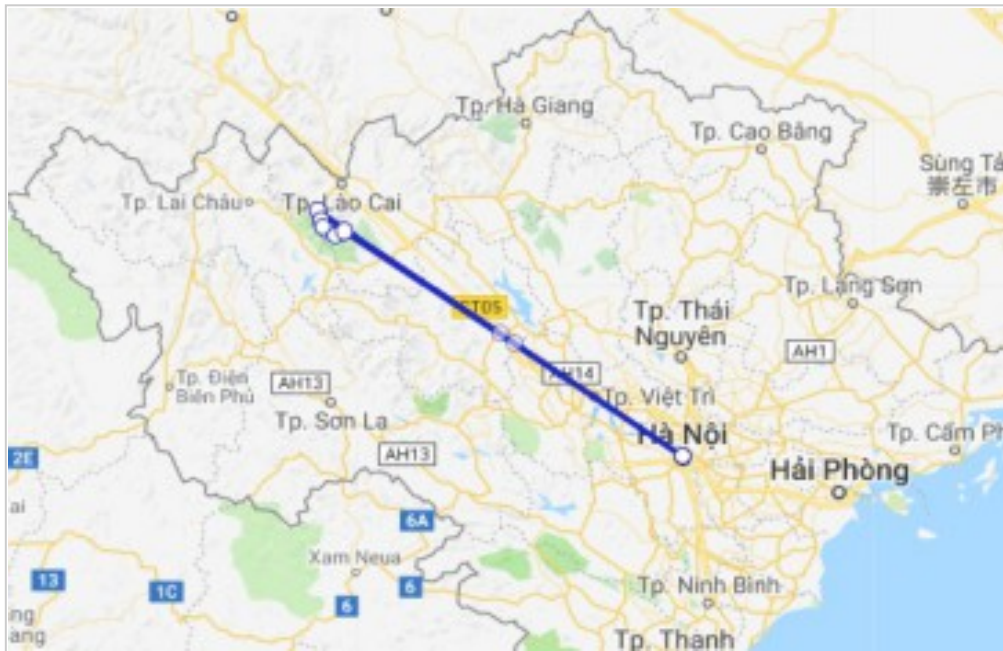 Tp. Hà Giang
Tp. Cao Bằng
Sùng Tả
崇左市
Tp. Lai Châu
Tp. Lào Cai
Tp. Lạng Sơn
CT05
Tp. Thái
Nguyên
AH1
AH14
Tp. Điện
Biên Phủ
AH13
Tp. Việt Trì
Tp. Sơn La
Hà Nội
AH13
Tp. Cẩm Ph
2E
Hải Phòng
6A
Xam Neua
13
1C
6
6
Tp. Ninh Bình
Tp. Thanh